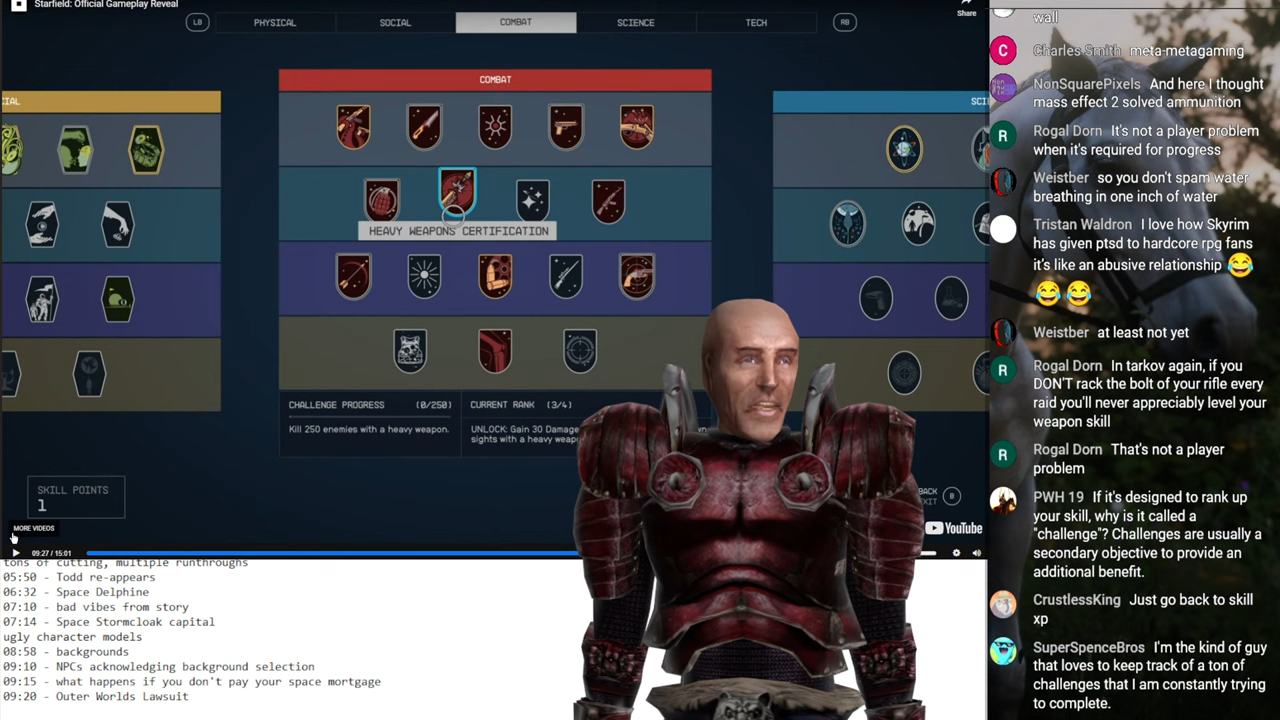 Starfield: Official Gameplay Reveal
Share
LB
PHYSICAL
SOCIAL
COMBAT
SCIENCE
TECH
RB
COMBAT
HEAVY WEAPONS CERTIFICATION
CHALLENGE PROGRESS (0/250)
Kill 250 enemies with a heavy weapon.
CURRENT RANK (3/4)
UNLOCK: Gain 30 Damage
sights with a heavy
SKILL POINTS
1
BACK
B
MORE VIDEOS
09:27 / 15:01
YouTube
tons of cutting, multiple runthroughs
05:50 - Todd re-appears
06:32 - Space Delphine
07:10 - bad vibes from story
07:14 - Space Stormcloak capital
ugly character models
08:58 - backgrounds
09:10 - NPCs acknowledging background selection
09:15 - what happens if you don't pay your space mortgage
09:20 - Outer Worlds Lawsuit
wall
Charles Smith meta-metagaming
NonSquarePixels And here I thought
mass effect 2 solved ammunition
Rogal Dorn It's not a player problem
when it's required for progress
Weistber so you don't spam water
breathing in one inch of water
Tristan Waldron I love how Skyrim
has given ptsd to hardcore rpg fans
it's like an abusive relationship 😂
😂 😂
Weistber at least not yet
Rogal Dorn In tarkov again, if you
DON'T rack the bolt of your rifle every
raid you'll never appreciably level your
weapon skill
Rogal Dorn That's not a player
problem
PWH 19 If it's designed to rank up
your skill, why is it called a
"challenge"? Challenges are usually a
secondary objective to provide an
additional benefit.
CrustlessKing Just go back to skill
xp
SuperSpenceBros I'm the kind of guy
that loves to keep track of a ton of
challenges that I am constantly trying
to complete.